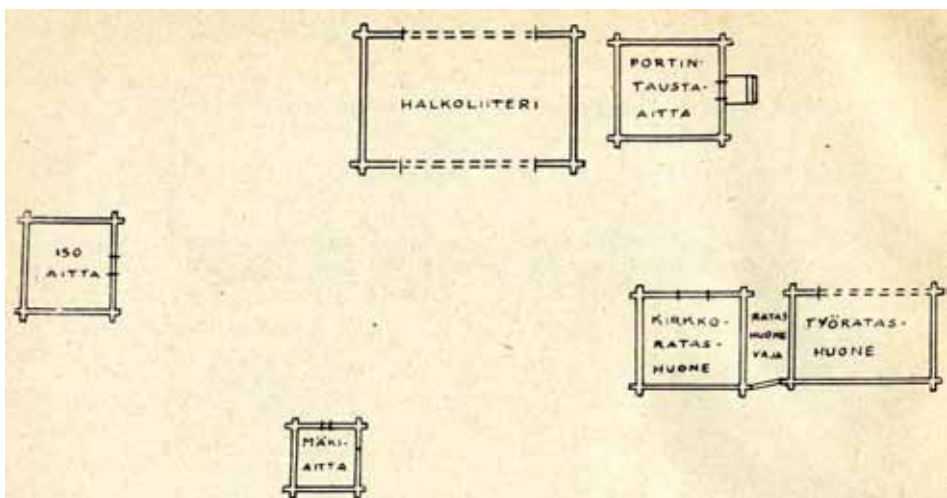 HALKOLIITERI
PORTIN-
TAUSTA-
AITTA
ISO
AITTA
KIRKKO-
RATAS-
HUONE
RATAS
HUONE
VAJA
TYÖRATAS-
HUONE
MÄKI-
AITTA